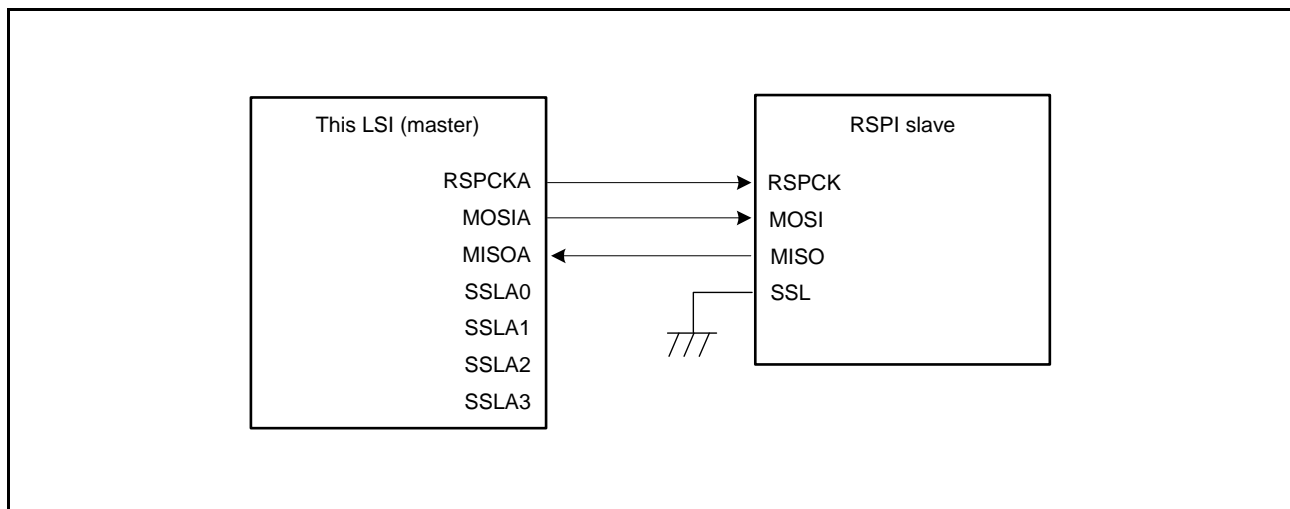 This LSI (master)
RSPCKA
MOSIA
MISOA
SSLA0
SSLA1
SSLA2
SSLA3
RSPI slave
RSPCK
MOSI
MISO
SSL